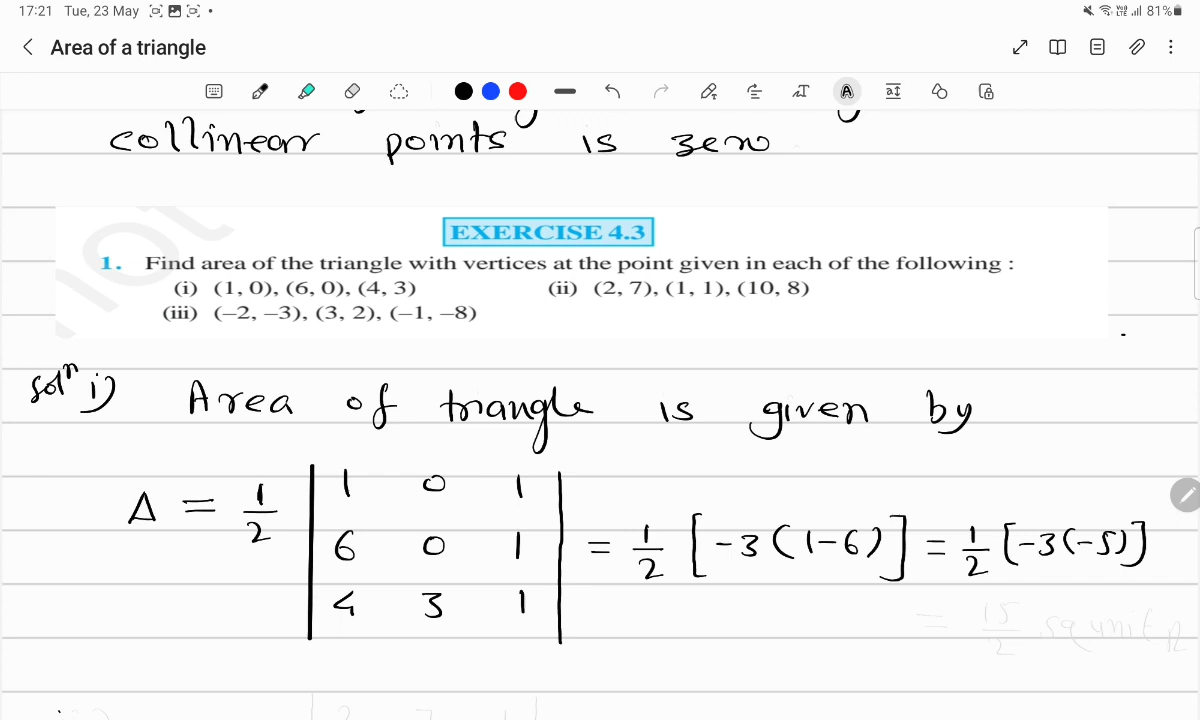 17:21 Tue, 23 May 81%
Area of a triangle
collinear points is zero
EXERCISE 4.3
1. Find area of the triangle with vertices at the point given in each of the following :
(i) (1, 0), (6, 0), (4, 3) (ii) (2, 7), (1, 1), (10, 8)
(iii) (–2, –3), (3, 2), (–1, –8)
solⁿ i) Area of triangle is given by
Δ = 1/2 | 1 0 1
6 0 1
4 3 1 | = 1/2 [-3(1-6)] = 1/2 [-3(-5)]
= 15/2 sq units